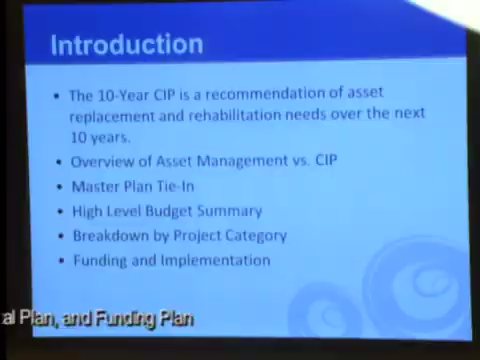 Introduction
• The 10-Year CIP is a recommendation of asset
replacement and rehabilitation needs over the next
10 years.
• Overview of Asset Management vs. CIP
• Master Plan Tie-In
• High Level Budget Summary
• Breakdown by Project Category
• Funding and Implementation
Plan, and Funding Plan